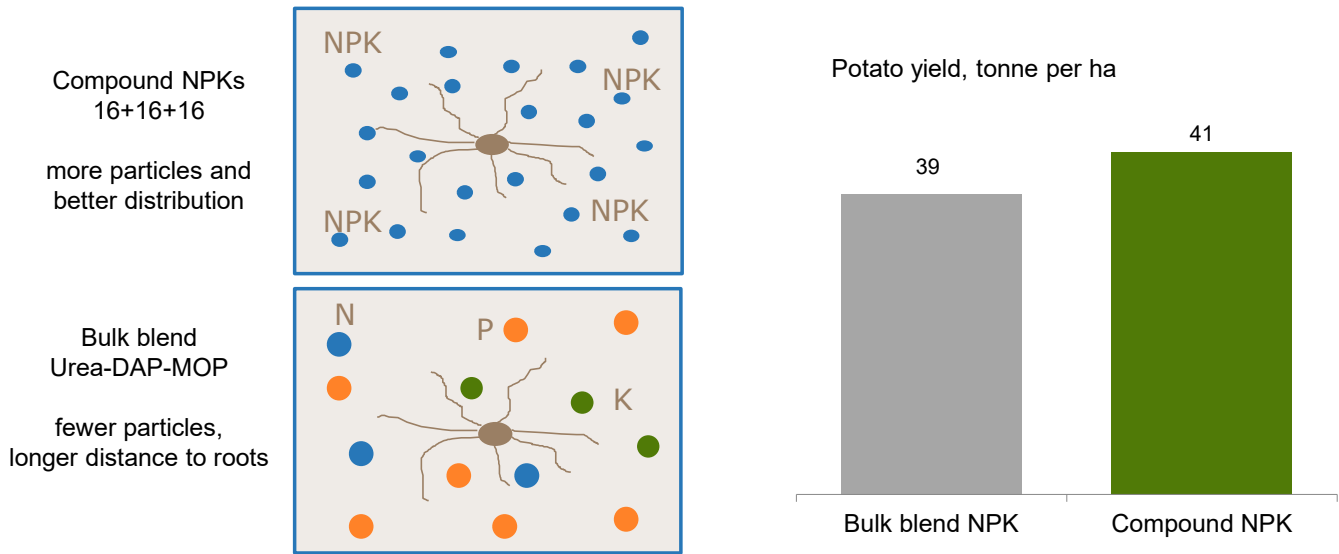 Compound NPKs
16+16+16
more particles and
better distribution
NPK
NPK
NPK
NPK
Bulk blend
Urea-DAP-MOP
fewer particles,
longer distance to roots
N
P
K
Potato yield, tonne per ha
39
41
Bulk blend NPK
Compound NPK